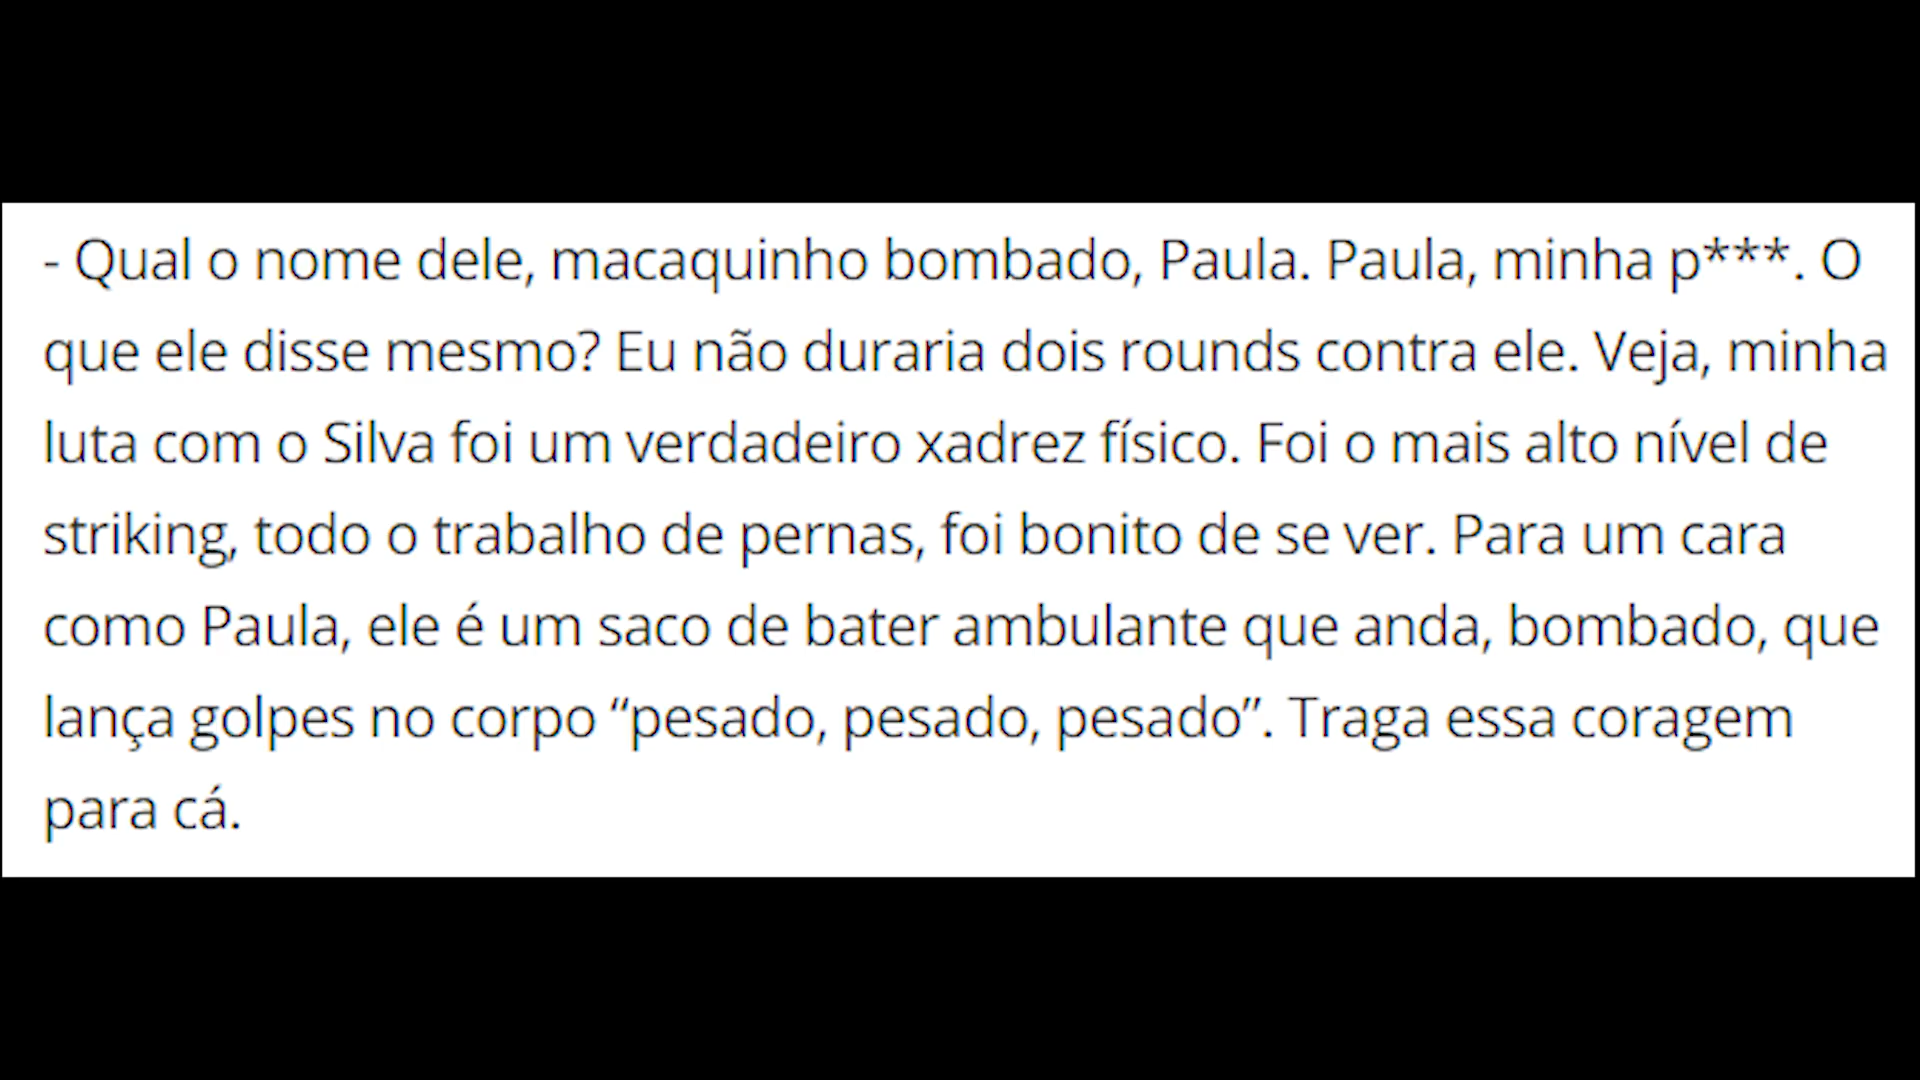 - Qual o nome dele, macaquinho bombado, Paula. Paula, minha p***. O
que ele disse mesmo? Eu não duraria dois rounds contra ele. Veja, minha
luta com o Silva foi um verdadeiro xadrez físico. Foi o mais alto nível de
striking, todo o trabalho de pernas, foi bonito de se ver. Para um cara
como Paula, ele é um saco de bater ambulante que anda, bombado, que
lança golpes no corpo “pesado, pesado, pesado”. Traga essa coragem
para cá.